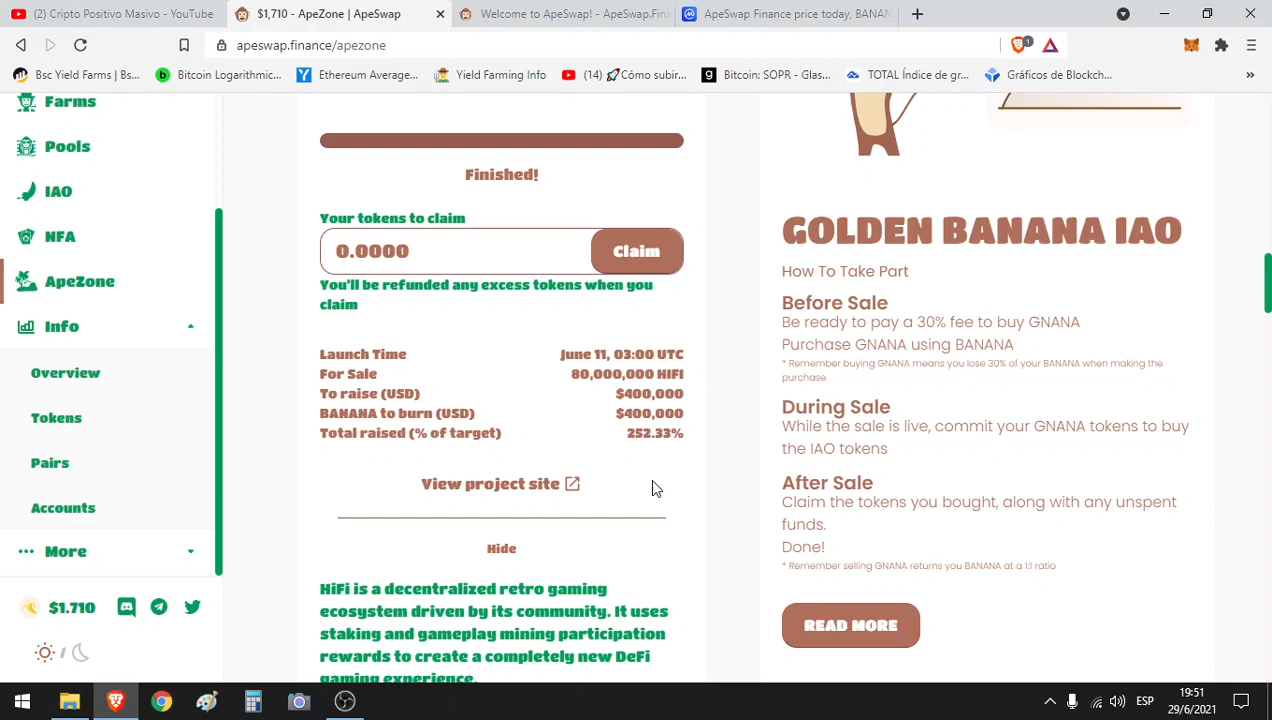 (2) Cripto Positivo Masivo - YouTube
$1,710 - ApeZone | ApeSwap
Welcome to ApeSwap! - ApeSwap.Fin
ApeSwap Finance price today, BANAN
apeswap.finance/apezone
1
Bsc Yield Farms | Bs...
Bitcoin Logarithmic...
Ethereum Average...
Yield Farming Info
(14) 🚀Cómo subir...
Bitcoin: SOPR - Glas...
TOTAL Índice de gr...
Gráficos de Blockch...
»
Farms
Pools
IAO
NFA
ApeZone
Info
Overview
Tokens
Pairs
Accounts
More
$1.710
/
Finished!
Your tokens to claim
0.0000
Claim
You'll be refunded any excess tokens when you
claim
Launch Time June 11, 03:00 UTC
For Sale 80,000,000 HIFI
To raise (USD) $400,000
BANANA to burn (USD) $400,000
Total raised (% of target) 252.33%
View project site
Hide
HiFi is a decentralized retro gaming
ecosystem driven by its community. It uses
staking and gameplay mining participation
rewards to create a completely new DeFi
gaming experience.
GOLDEN BANANA IAO
How To Take Part
Before Sale
Be ready to pay a 30% fee to buy GNANA
Purchase GNANA using BANANA
* Remember buying GNANA means you lose 30% of your BANANA when making the
purchase
During Sale
While the sale is live, commit your GNANA tokens to buy
the IAO tokens
After Sale
Claim the tokens you bought, along with any unspent
funds.
Done!
* Remember selling GNANA returns you BANANA at a 1:1 ratio
READ MORE
ESP
19:51
29/6/2021